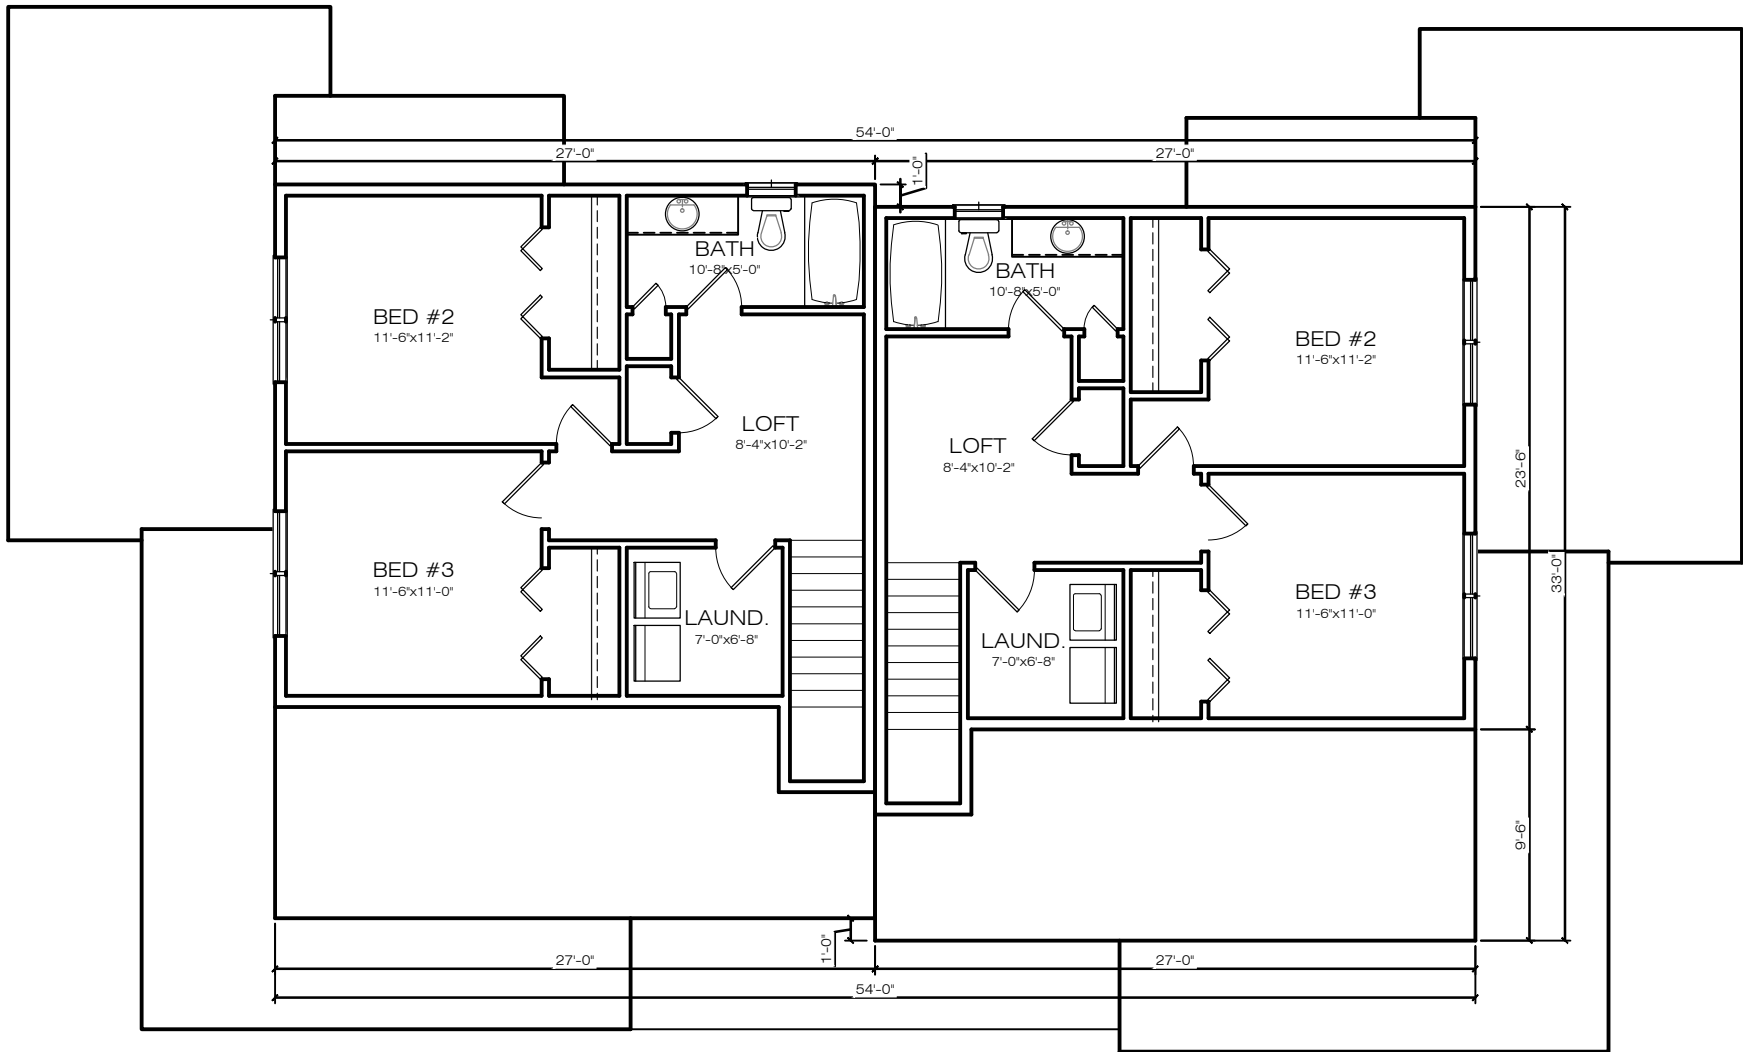 54'-0"
27'-0"
27'-0"
1'-0"
BATH
10'-8"x5'-0"
BATH
10'-8"x5'-0"
BED #2
11'-6"x11'-2"
BED #2
11'-6"x11'-2"
LOFT
8'-4"x10'-2"
LOFT
8'-4"x10'-2"
23'-6"
BED #3
11'-6"x11'-0"
33'-0"
BED #3
11'-6"x11'-0"
LAUND.
7'-0"x6'-8"
LAUND.
7'-0"x6'-8"
9'-6"
1'-0"
27'-0"
27'-0"
54'-0"